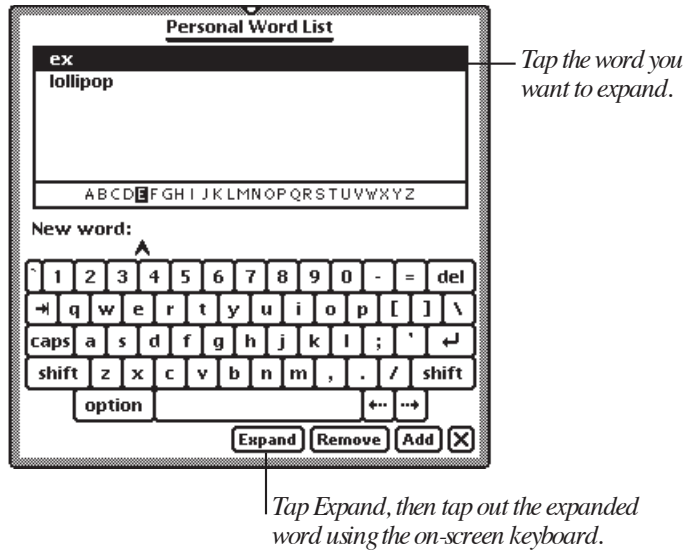 Personal Word List
ex
lollipop
Tap the word you
want to expand.
ABCDEFGHIJKLMNOPQRSTUVWXYZ
New word:
` 1 2 3 4 5 6 7 8 9 0 - = del
q w e r t y u i o p [ ] \
caps a s d f g h j k l ; '
shift z x c v b n m , . / shift
option
Expand Remove Add
Tap Expand, then tap out the expanded
word using the on-screen keyboard.